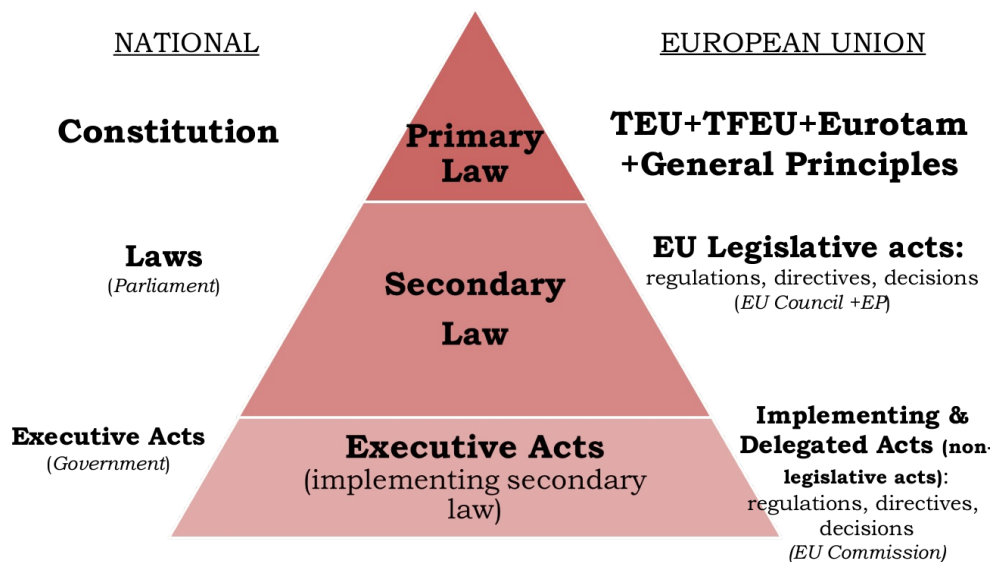 NATIONAL
EUROPEAN UNION
Constitution
Primary
Law
TEU+TFEU+Eurotam
+General Principles
Laws
(Parliament)
Secondary
Law
EU Legislative acts:
regulations, directives, decisions
(EU Council +EP)
Executive Acts
(Government)
Executive Acts
(implementing secondary
law)
Implementing &
Delegated Acts (non-
legislative acts):
regulations, directives,
decisions
(EU Commission)